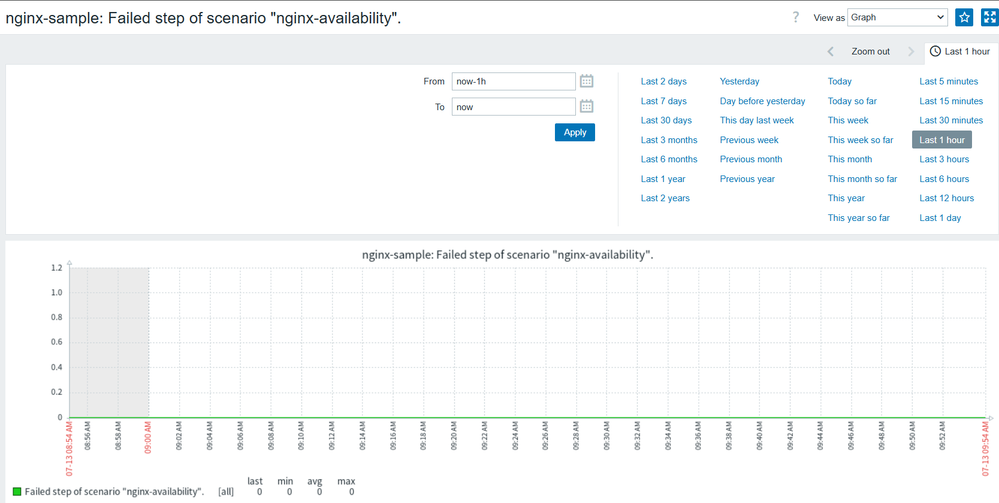 nginx-sample: Failed step of scenario "nginx-availability".
? View as Graph
Zoom out Last 1 hour
From now-1h
To now
Apply
Last 2 days Yesterday Today Last 5 minutes
Last 7 days Day before yesterday Today so far Last 15 minutes
Last 30 days This day last week This week Last 30 minutes
Last 3 months Previous week This week so far Last 1 hour
Last 6 months Previous month This month Last 3 hours
Last 1 year Previous year This month so far Last 6 hours
Last 2 years This year Last 12 hours
This year so far Last 1 day
nginx-sample: Failed step of scenario "nginx-availability".
1.2
1.0
0.8
0.6
0.4
0.2
0
07-13 08:54 AM
08:56 AM
08:58 AM
09:00 AM
09:02 AM
09:04 AM
09:06 AM
09:08 AM
09:10 AM
09:12 AM
09:14 AM
09:16 AM
09:18 AM
09:20 AM
09:22 AM
09:24 AM
09:26 AM
09:28 AM
09:30 AM
09:32 AM
09:34 AM
09:36 AM
09:38 AM
09:40 AM
09:42 AM
09:44 AM
09:46 AM
09:48 AM
09:50 AM
09:52 AM
07-13 09:54 AM
last min avg max
Failed step of scenario "nginx-availability". [all] 0 0 0 0